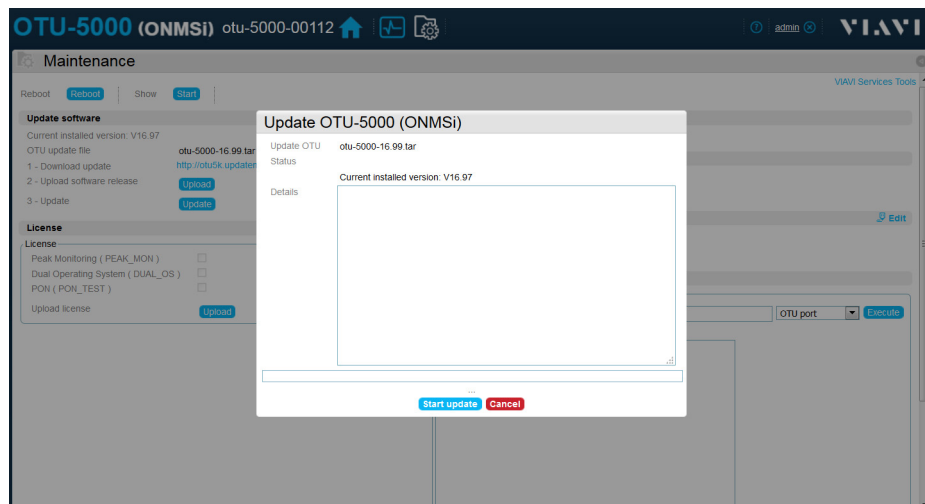 OTU-5000 (ONMSi) otu-5000-00112
admin
VIAVI
Maintenance
VIAVI Services Tools
Reboot Reboot Show Start
Update software
Current installed version: V16.97
OTU update file otu-5000-16.99.tar
1 - Download update http://otu5k.updatem
2 - Upload software release Upload
3 - Update Update
License
License
Peak Monitoring ( PEAK_MON )
Dual Operating System ( DUAL_OS )
PON ( PON_TEST )
Upload license Upload
Edit
OTU port Execute
Update OTU-5000 (ONMSi)
Update OTU otu-5000-16.99.tar
Status
Current installed version: V16.97
Details
...
Start update Cancel